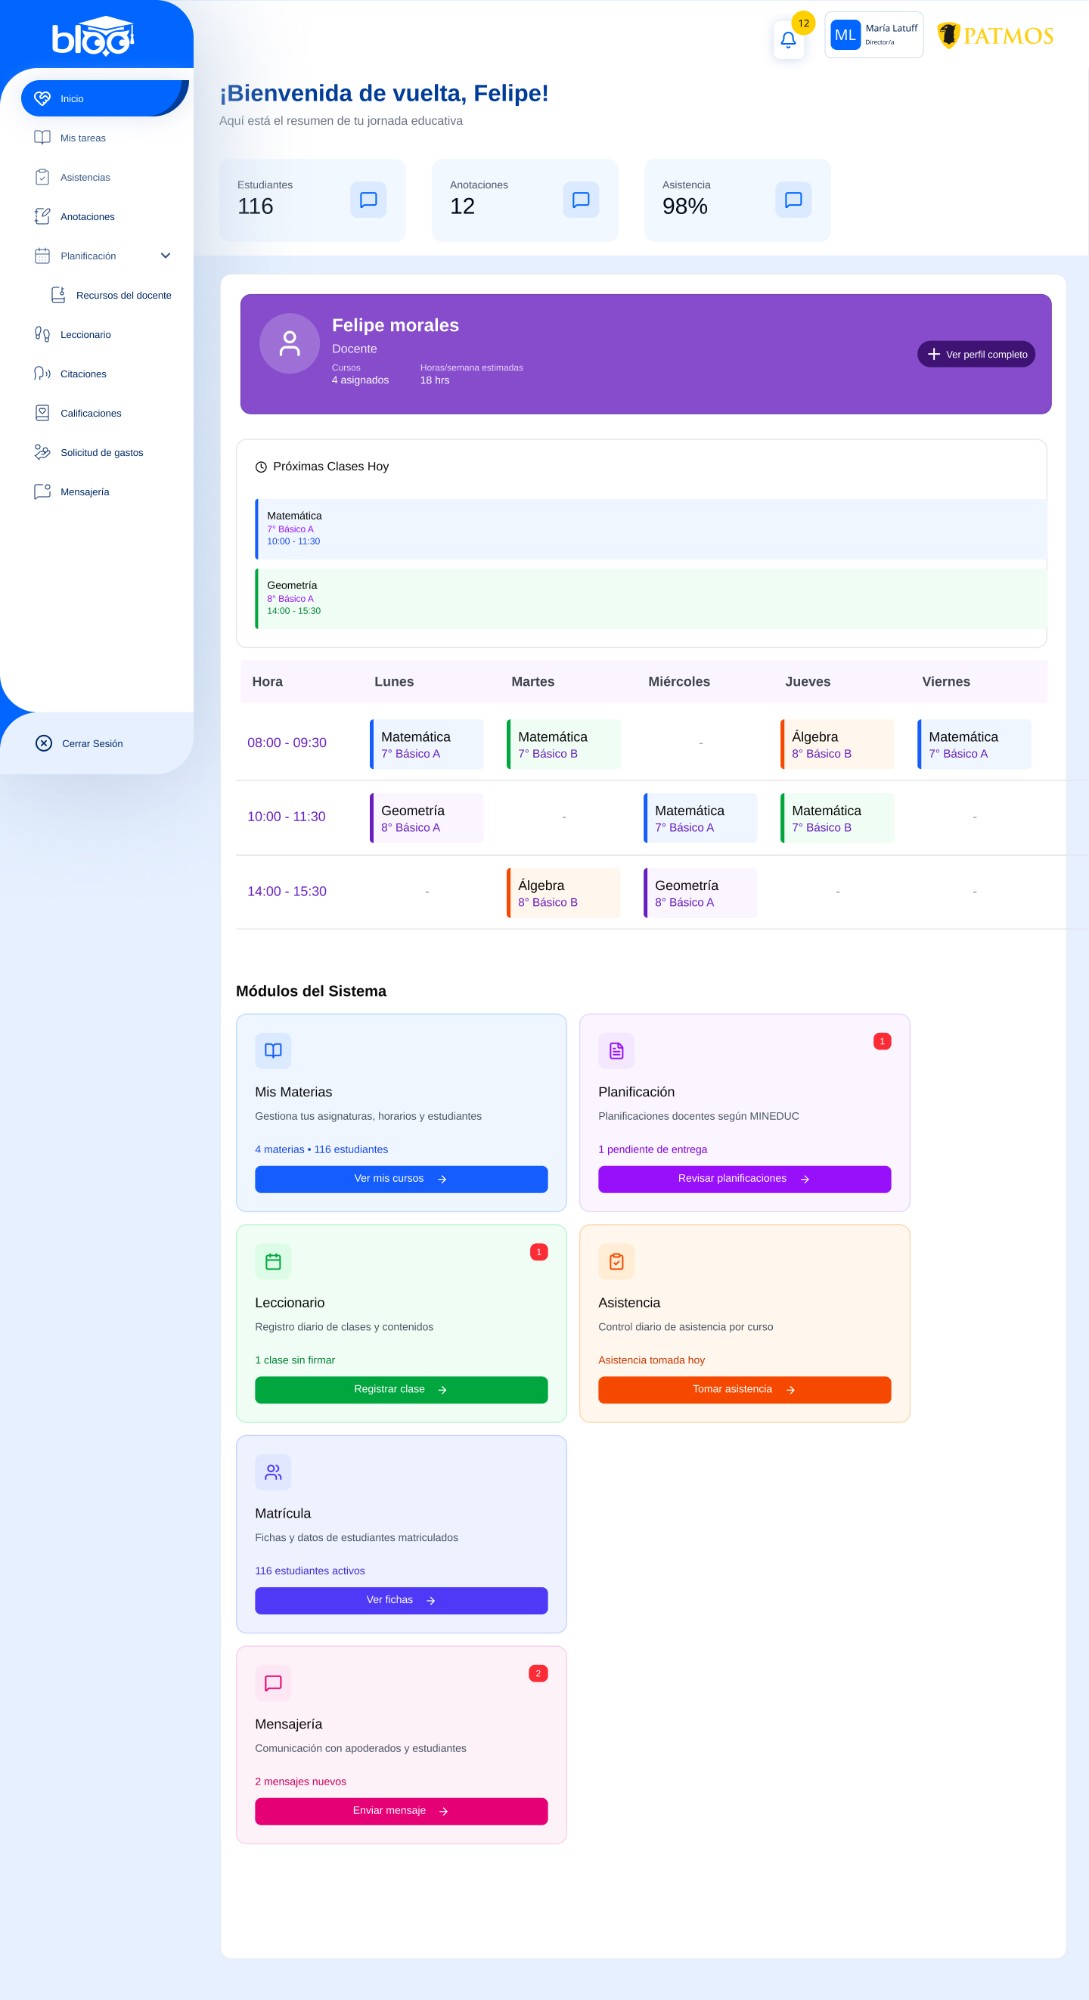 bloo
Inicio
Mis tareas
Asistencias
Anotaciones
Planificación
Recursos del docente
Leccionario
Citaciones
Calificaciones
Solicitud de gastos
Mensajería
Cerrar Sesión
12
ML
María Latuff
Director/a
PATMOS
¡Bienvenida de vuelta, Felipe!
Aquí está el resumen de tu jornada educativa
Estudiantes
116
Anotaciones
12
Asistencia
98%
Felipe morales
Docente
Cursos
4 asignados
Horas/semana estimadas
18 hrs
Ver perfil completo
Próximas Clases Hoy
Matemática
7° Básico A
10:00 - 11:30
Geometría
8° Básico A
14:00 - 15:30
Hora Lunes Martes Miércoles Jueves Viernes
08:00 - 09:30 Matemática Matemática - Álgebra Matemática
7° Básico A 7° Básico B 8° Básico B 7° Básico A
10:00 - 11:30 Geometría - Matemática Matemática -
8° Básico A 7° Básico A 7° Básico B
14:00 - 15:30 - Álgebra Geometría - -
8° Básico B 8° Básico A
Módulos del Sistema
Mis Materias
Gestiona tus asignaturas, horarios y estudiantes
4 materias • 116 estudiantes
Ver mis cursos →
1
Planificación
Planificaciones docentes según MINEDUC
1 pendiente de entrega
Revisar planificaciones →
1
Leccionario
Registro diario de clases y contenidos
1 clase sin firmar
Registrar clase →
Asistencia
Control diario de asistencia por curso
Asistencia tomada hoy
Tomar asistencia →
Matrícula
Fichas y datos de estudiantes matriculados
116 estudiantes activos
Ver fichas →
2
Mensajería
Comunicación con apoderados y estudiantes
2 mensajes nuevos
Enviar mensaje →